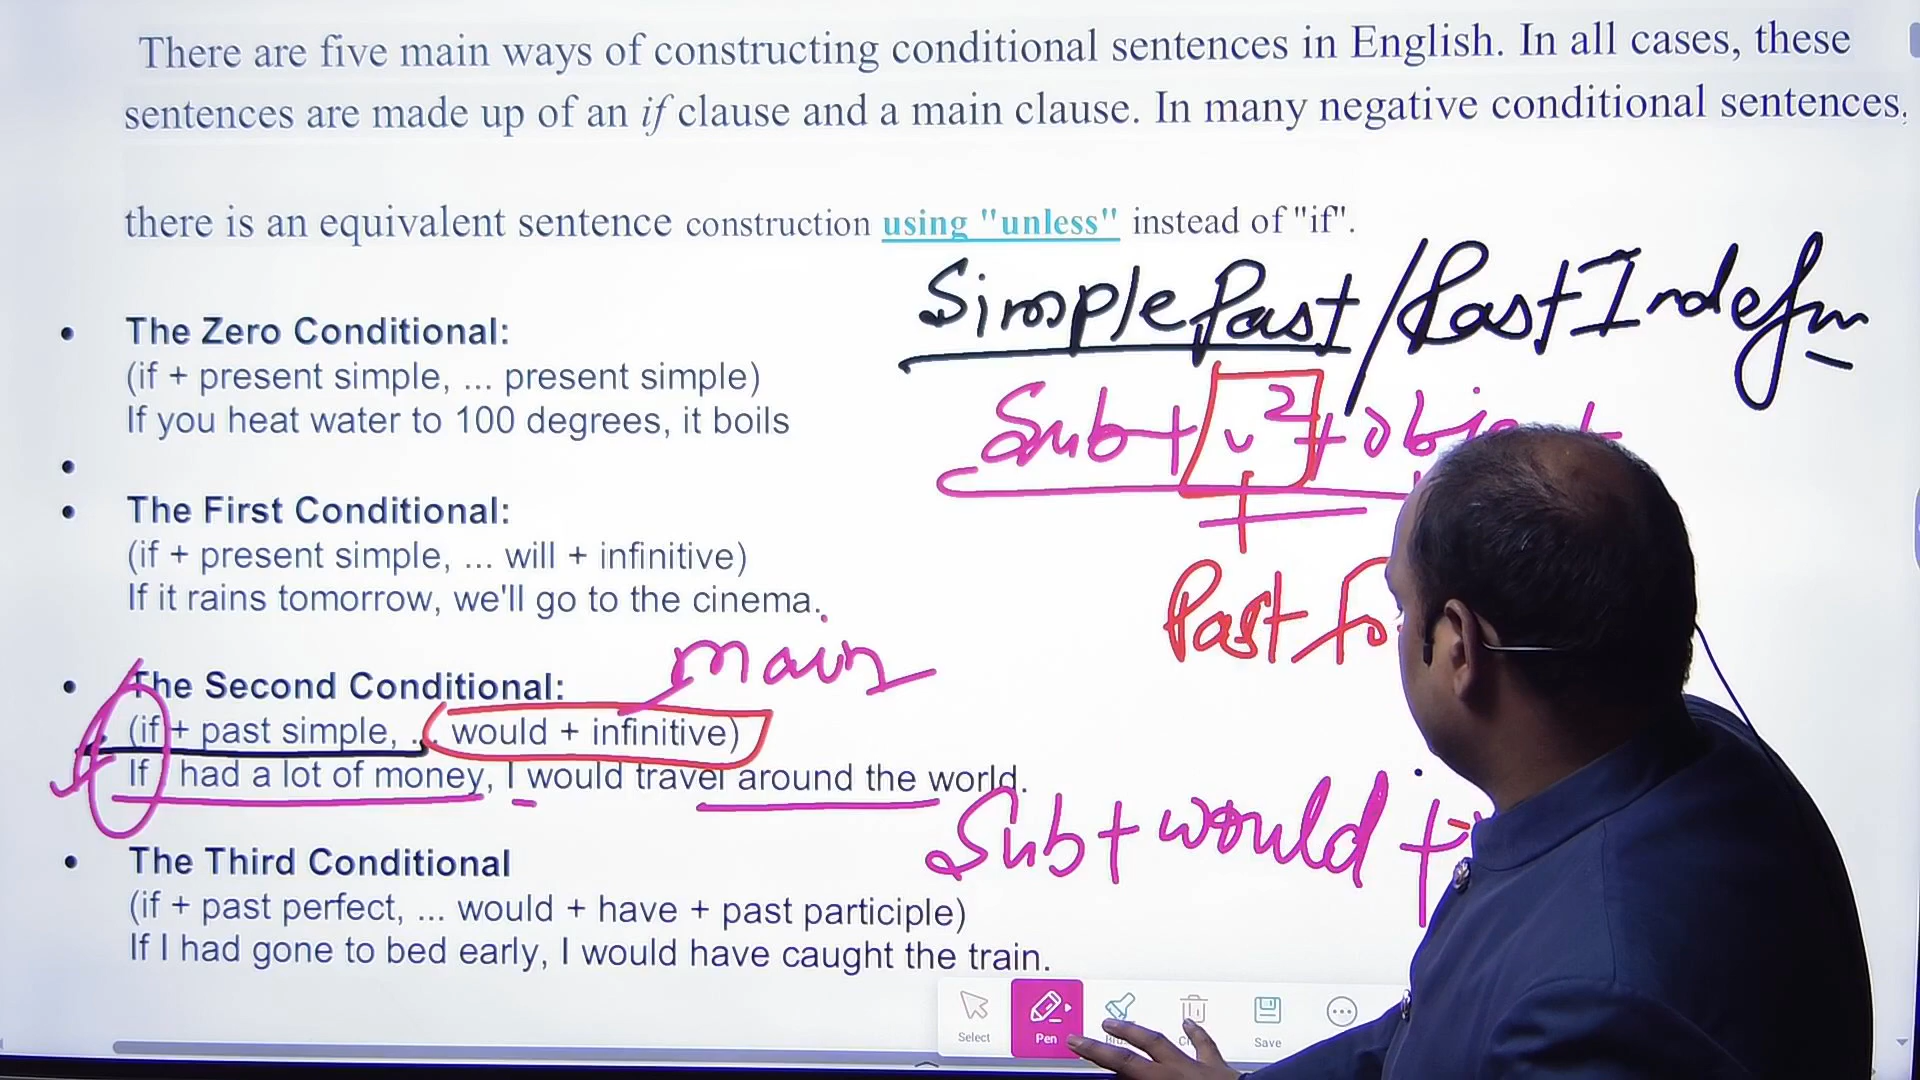 There are five main ways of constructing conditional sentences in English. In all cases, these
sentences are made up of an if clause and a main clause. In many negative conditional sentences,
there is an equivalent sentence construction using "unless" instead of "if".
Simple Past / Past Indefin
Sub + v2 + object
Past
• The Zero Conditional:
(if + present simple, ... present simple)
If you heat water to 100 degrees, it boils
•
• The First Conditional:
(if + present simple, ... will + infinitive)
If it rains tomorrow, we'll go to the cinema.
main
• The Second Conditional:
(if + past simple, ... would + infinitive)
If I had a lot of money, I would travel around the world.
Sub + would +
• The Third Conditional
(if + past perfect, ... would + have + past participle)
If I had gone to bed early, I would have caught the train.
Select
Pen
Save